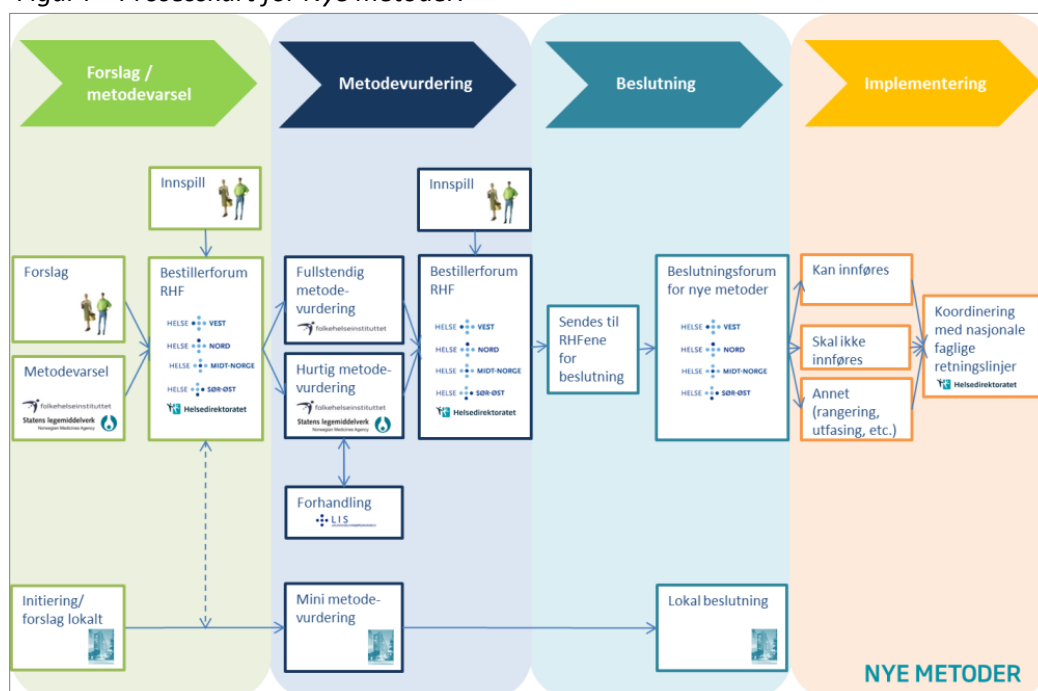 Figur 1 – Prosesskart for Nye metoder.
Forslag /
metodevarsel
Metodevurdering
Beslutning
Implementering
Innspill
Innspill
Forslag
Metodevarsel
folkehelseinstituttet
Statens legemiddelverk
Norwegian Medicines Agency
Bestillerforum
RHF
HELSE VEST
HELSE NORD
HELSE MIDT-NORGE
HELSE SØR-ØST
Helsedirektoratet
Fullstendig
metode-
vurdering
folkehelseinstituttet
Hurtig metode-
vurdering
folkehelseinstituttet
Statens legemiddelverk
Norwegian Medicines Agency
Forhandling
LIS
Bestillerforum
RHF
HELSE VEST
HELSE NORD
HELSE MIDT-NORGE
HELSE SØR-ØST
Helsedirektoratet
Sendes til
RHFene
for
beslutning
Beslutningsforum
for nye metoder
HELSE VEST
HELSE NORD
HELSE MIDT-NORGE
HELSE SØR-ØST
Kan innføres
Skal ikke
innføres
Annet
(rangering,
utfasing, etc.)
Koordinering
med nasjonale
faglige
retningslinjer
Helsedirektoratet
Initiering/
forslag lokalt
Mini metode-
vurdering
Lokal beslutning
NYE METODER